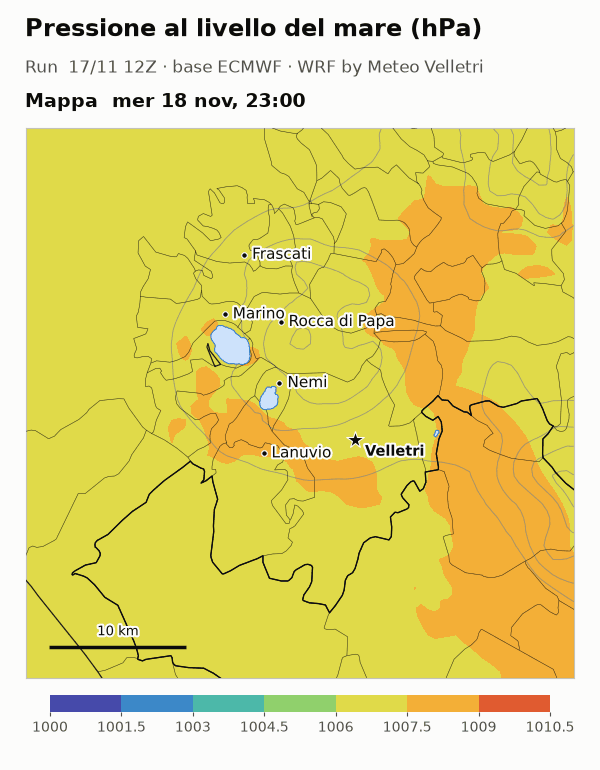 Pressione al livello del mare (hPa)
Run  17/11 12Z · base ECMWF · WRF by Meteo Velletri
Mappa  mer 18 nov, 23:00
Frascati
Marino
Rocca di Papa
Nemi
Velletri
Lanuvio
10 km
1000 1001.5 1003 1004.5 1006 1007.5 1009 1010.5